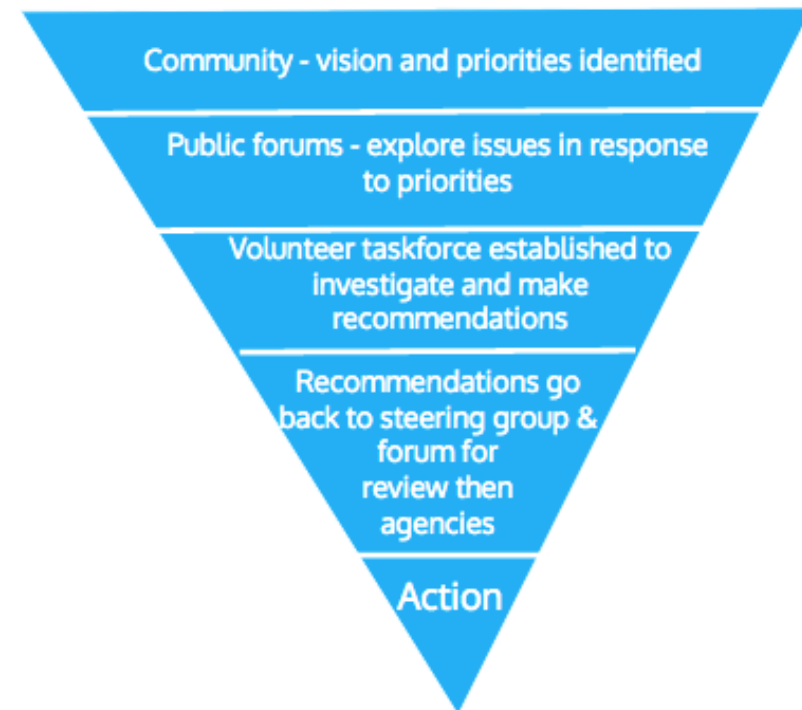 Community - vision and priorities identified
Public forums - explore issues in response
to priorities
Volunteer taskforce established to
investigate and make
recommendations
Recommendations go
back to steering group &
forum for
review then
agencies
Action